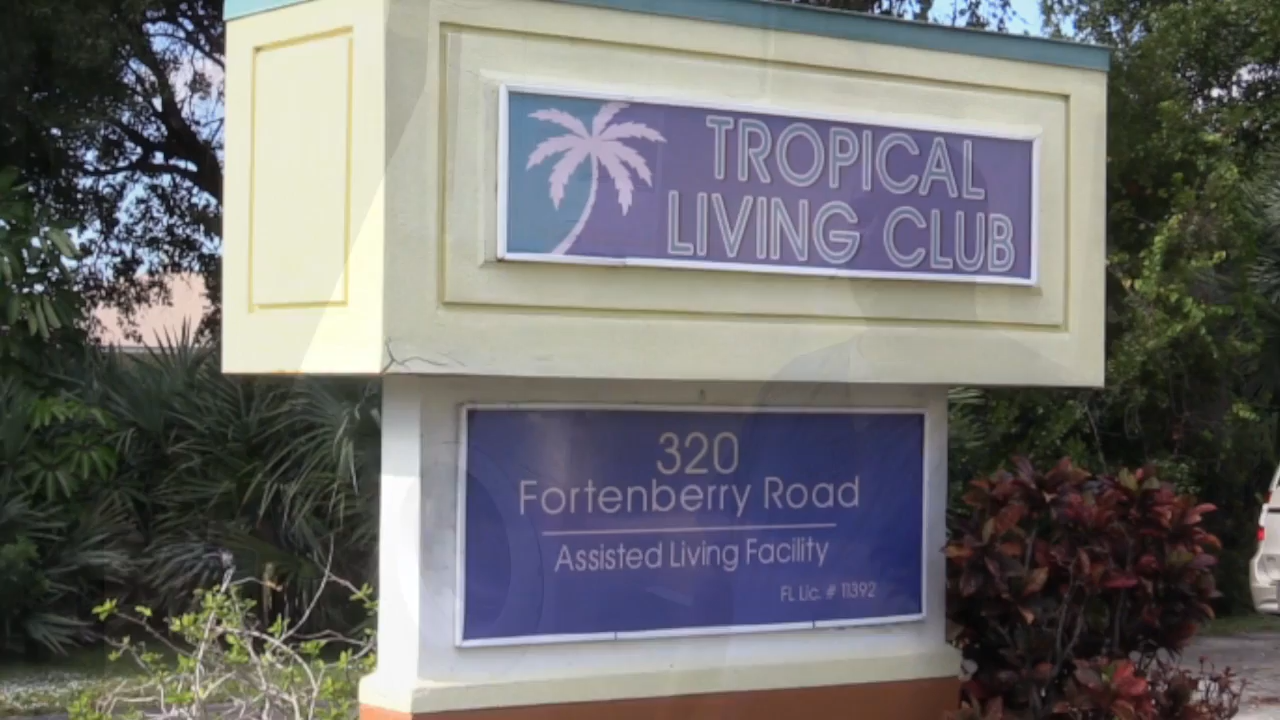 TROPICAL
LIVING CLUB
320
Fortenberry Road
Assisted Living Facility
FL Lic. # 11392